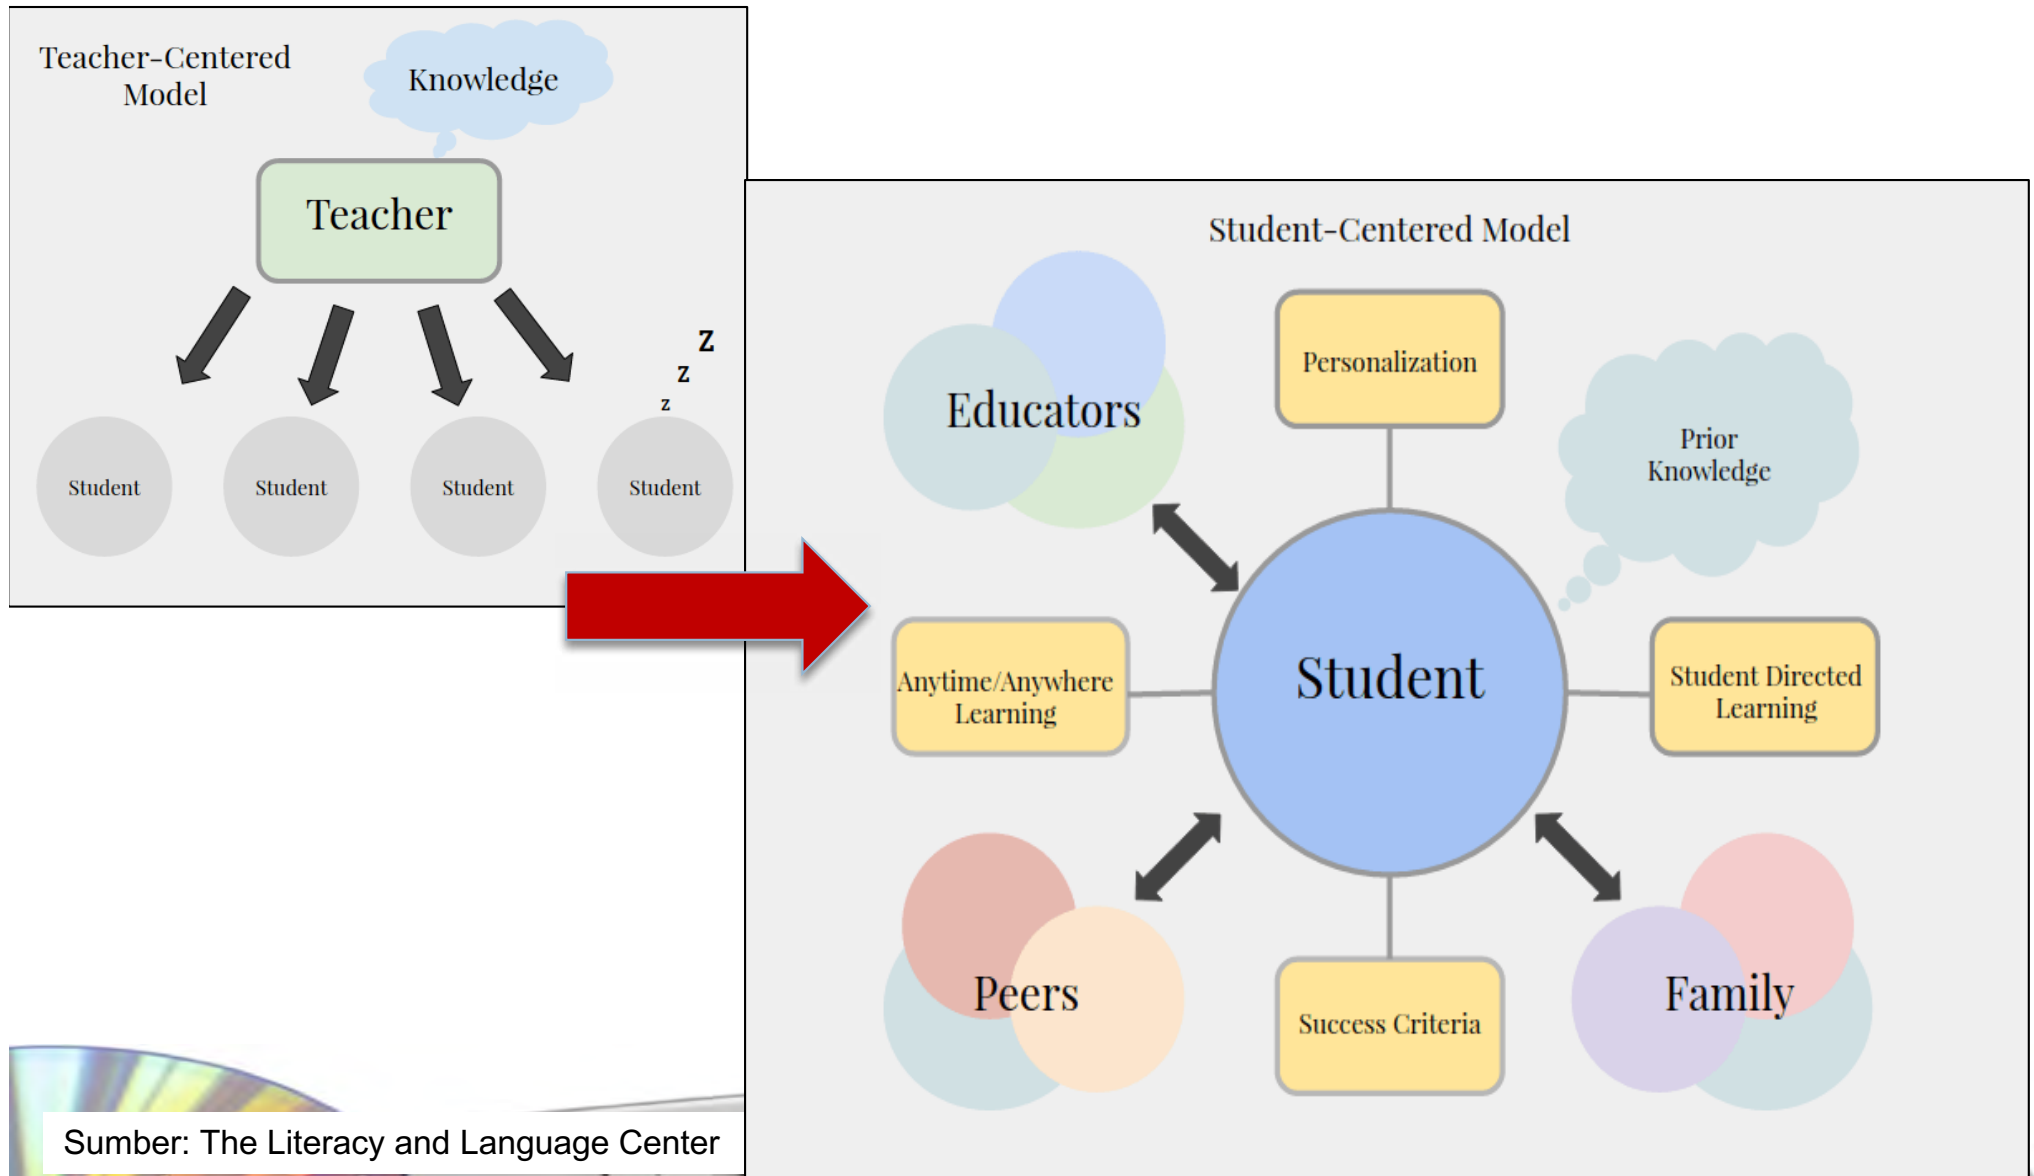 Teacher-Centered
Model
Knowledge
Teacher
z
z
z
Student
Student
Student
Student
Student-Centered Model
Educators
Personalization
Prior
Knowledge
Anytime/Anywhere
Learning
Student
Student Directed
Learning
Peers
Success Criteria
Family
Sumber: The Literacy and Language Center